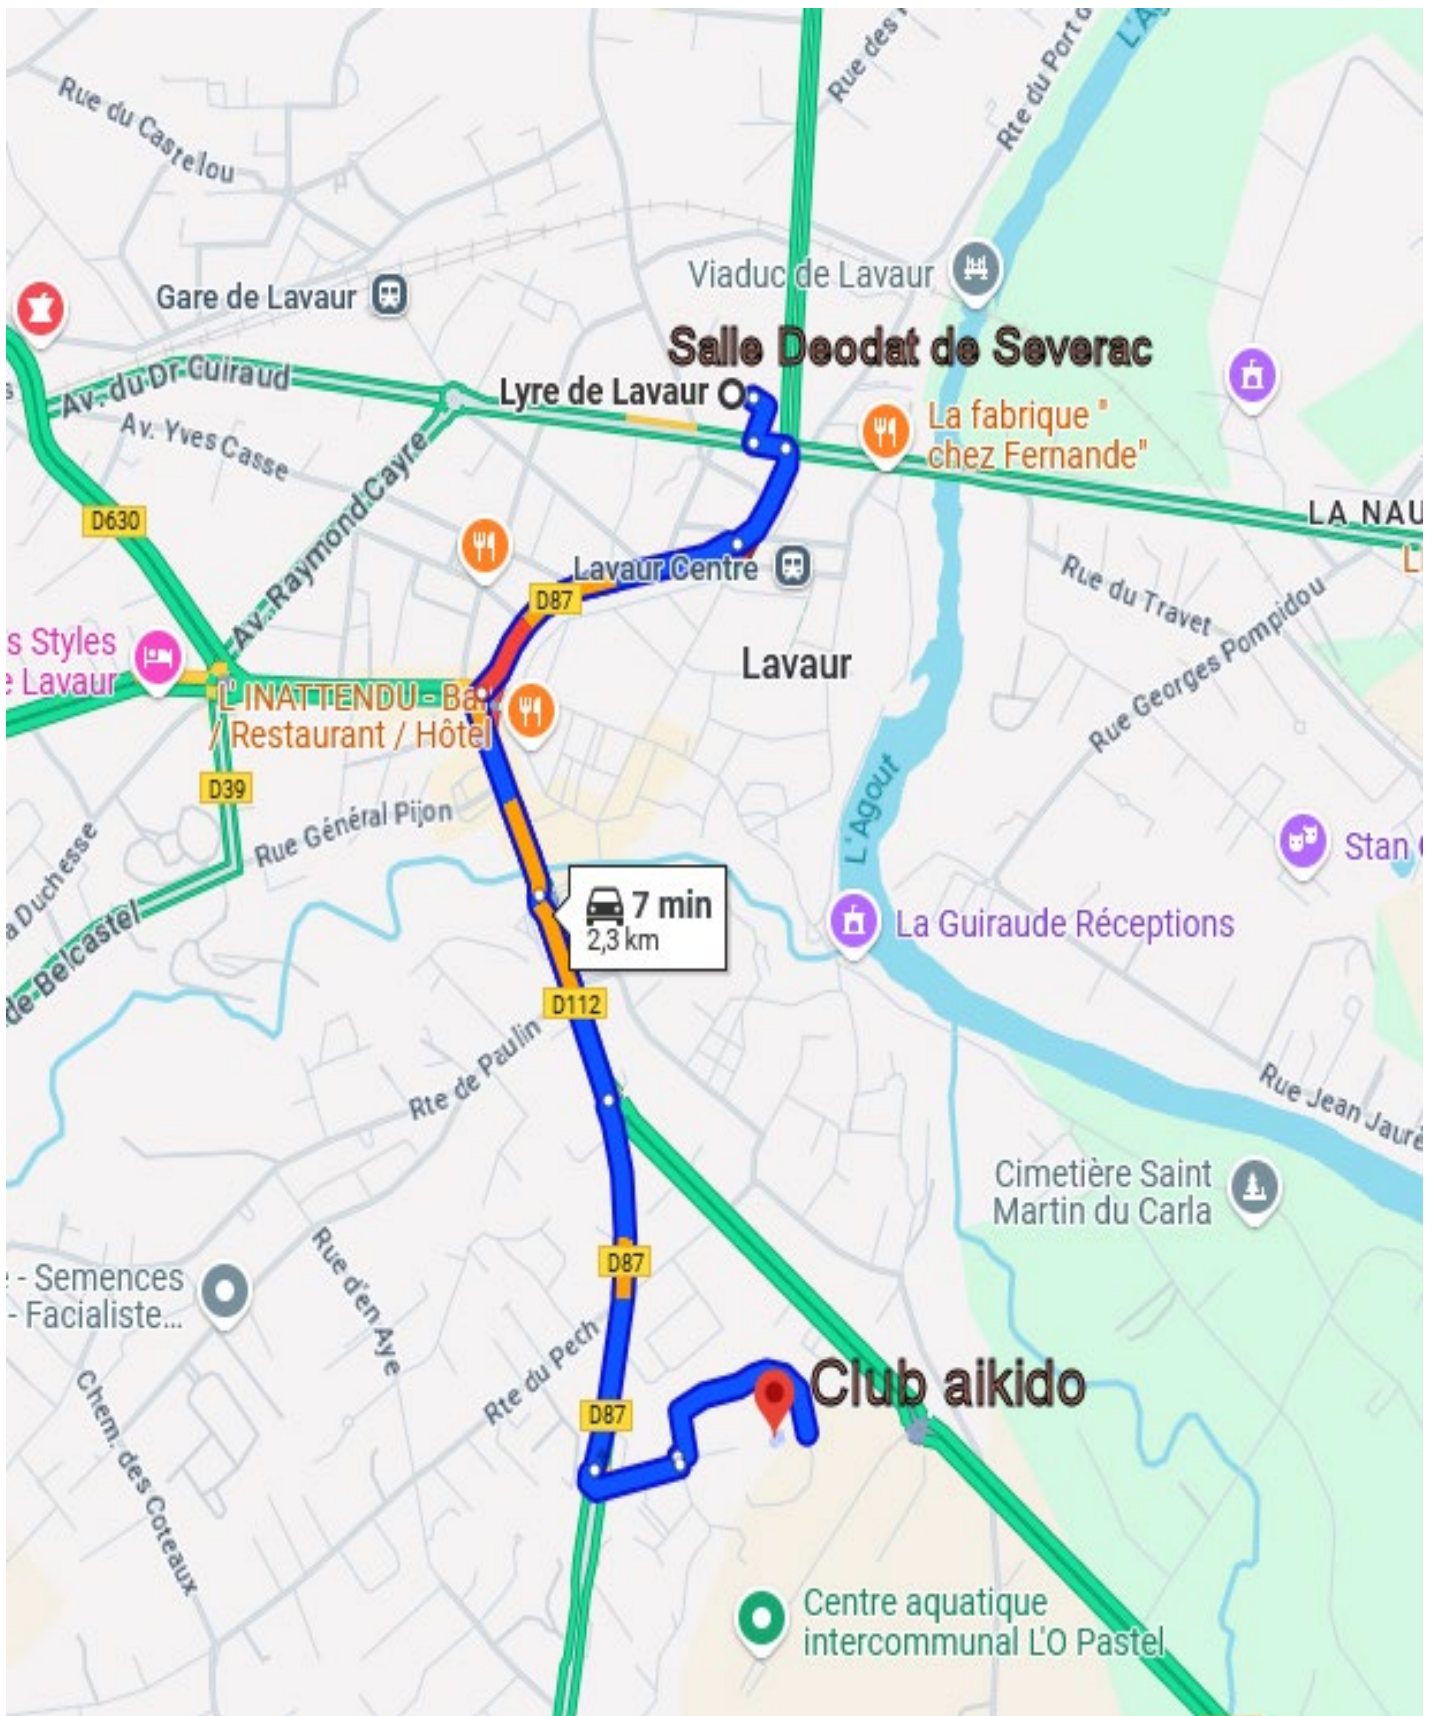 L'Ag
Rue des
Rte du Port d
Rue du Castelou
Viaduc de Lavaur
Gare de Lavaur
Salle Deodat de Severac
Av. du Dr Cuiraud
Lyre de Lavaur
La fabrique "
chez Fernande"
Av. Yves Casse
Av. Raymond Cayre
D630
LA NAU
Lavaur Centre
Rue du Travet
D87
Rue Georges Pompidou
s Styles
e Lavaur
Lavaur
L' INATTENDU - Bar
/ Restaurant / Hôtel
D39
L'Agout
Rue Général Pijon
a Duchesse
Stan
7 min
2,3 km
La Guiraude Réceptions
de Belcastel
D112
Rte de Paulin
Rue Jean Jaurè
Cimetière Saint
Martin du Carla
D87
- Semences
- Facialiste...
Rue d'en Aye
Rte du Pech
Club aikido
D87
Chem. des Coteaux
Centre aquatique
intercommunal L'O Pastel